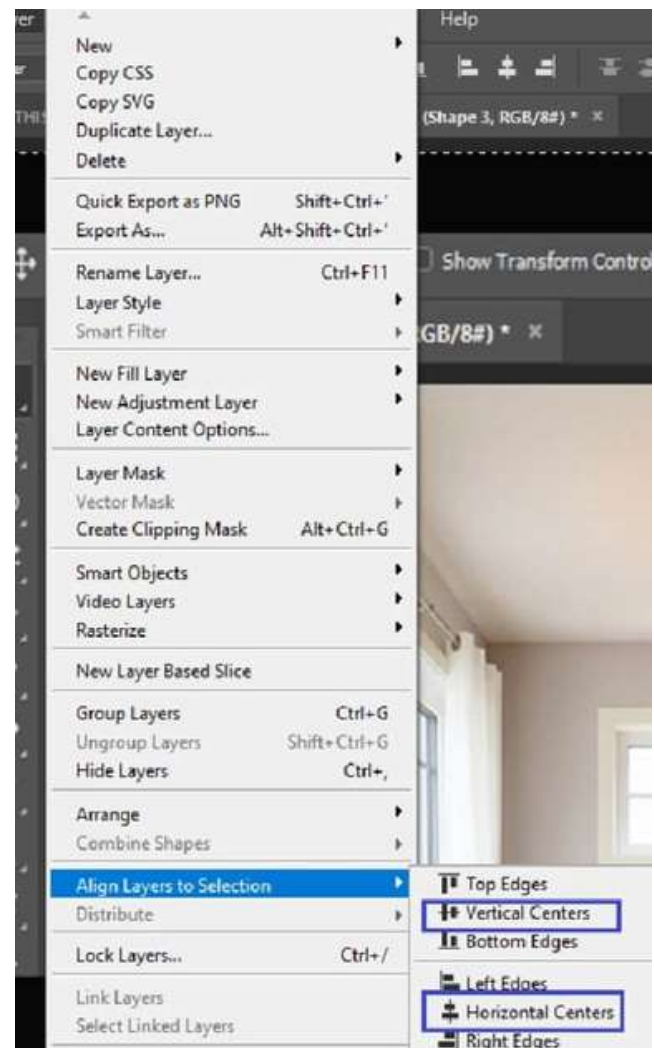 Help
(Shape 3, RGB/8#) * ×
New
Copy CSS
Copy SVG
Duplicate Layer...
Delete
Quick Export as PNG Shift+Ctrl+'
Export As... Alt+Shift+Ctrl+'
Show Transform
Rename Layer... Ctrl+F11
Layer Style
Smart Filter
GB/8#) * ×
New Fill Layer
New Adjustment Layer
Layer Content Options...
Layer Mask
Vector Mask
Create Clipping Mask Alt+Ctrl+G
Smart Objects
Video Layers
Rasterize
New Layer Based Slice
Group Layers Ctrl+G
Ungroup Layers Shift+Ctrl+G
Hide Layers Ctrl+,
Arrange
Combine Shapes
Align Layers to Selection
Distribute
Lock Layers... Ctrl+/
Link Layers
Select Linked Layers
Top Edges
Vertical Centers
Bottom Edges
Left Edges
Horizontal Centers
Right Edges